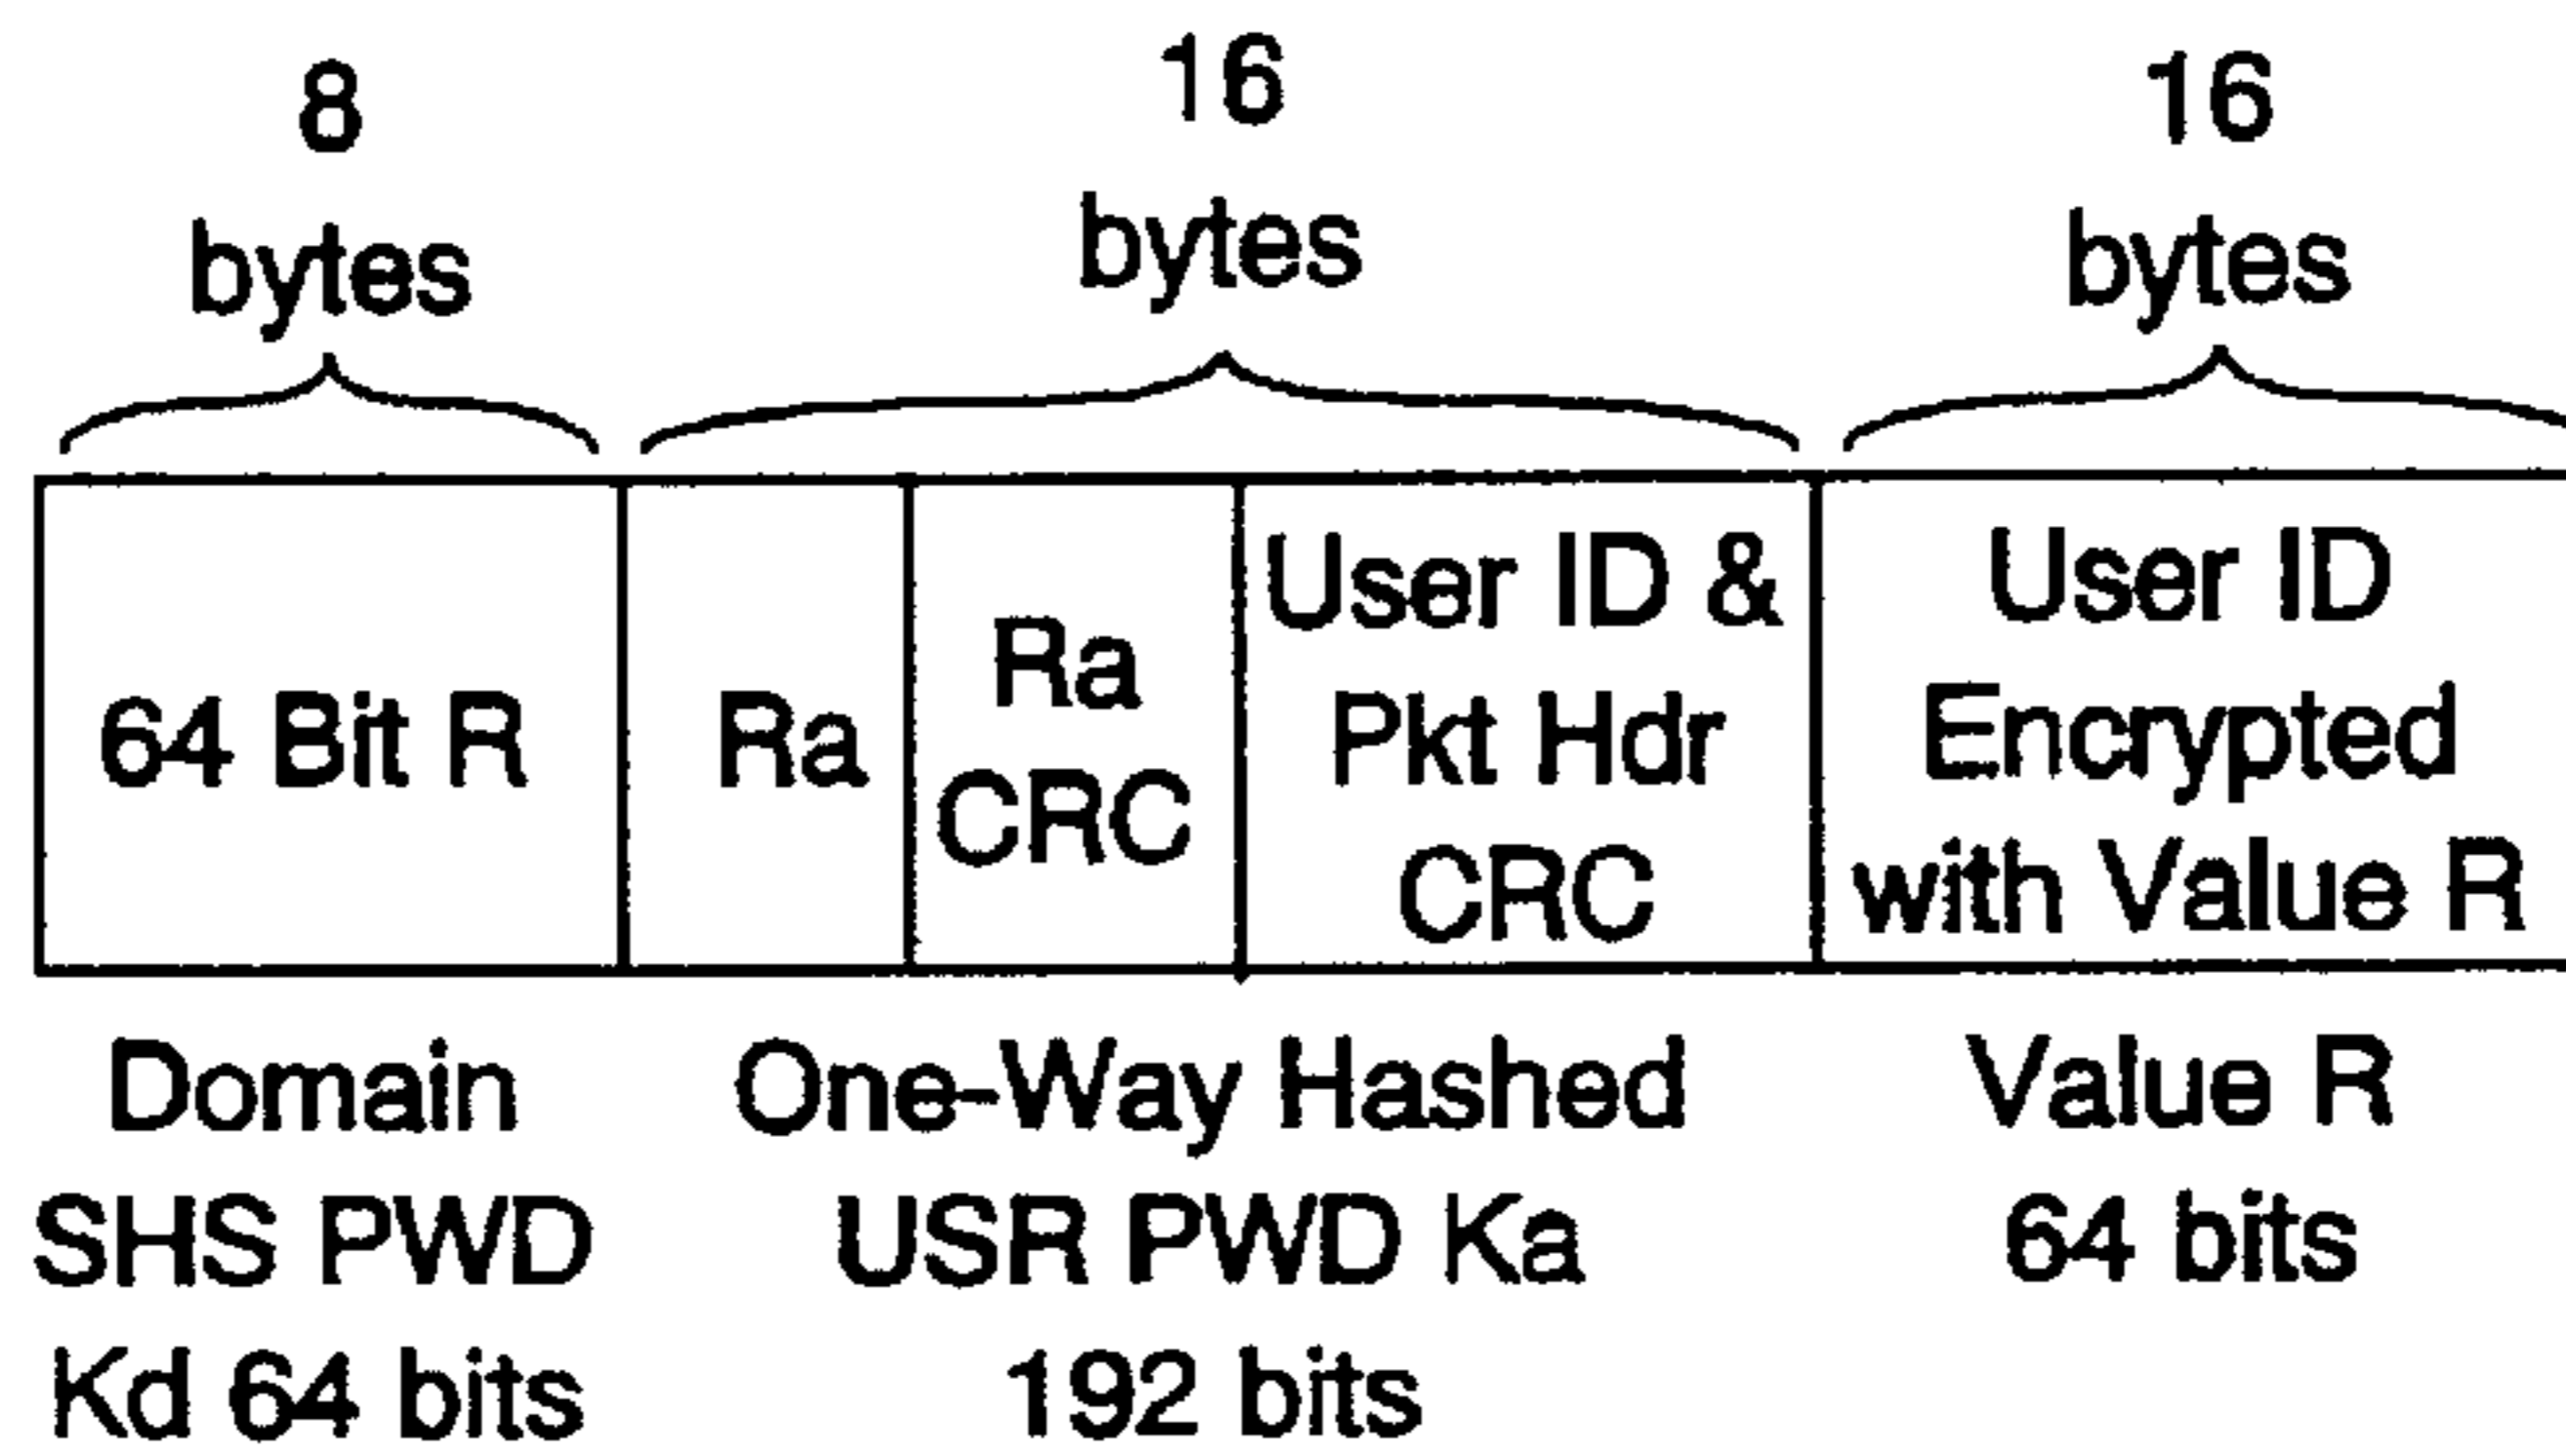 8
bytes
16
bytes
16
bytes
64 Bit R
Ra
Ra
CRC
User ID &
Pkt Hdr
CRC
User ID
Encrypted
with Value R
Domain
SHS PWD
Kd 64 bits
One-Way Hashed
USR PWD Ka
192 bits
Value R
64 bits